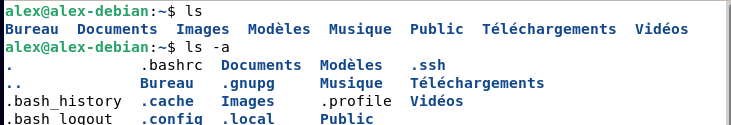 alex@alex-debian:~$ ls
Bureau  Documents  Images  Modèles  Musique  Public  Téléchargements  Vidéos
alex@alex-debian:~$ ls -a
.              .bashrc  Documents  Modèles   .ssh
..             Bureau   .gnupg     Musique   Téléchargements
.bash_history  .cache   Images     .profile  Vidéos
.bash_logout   .config  .local     Public